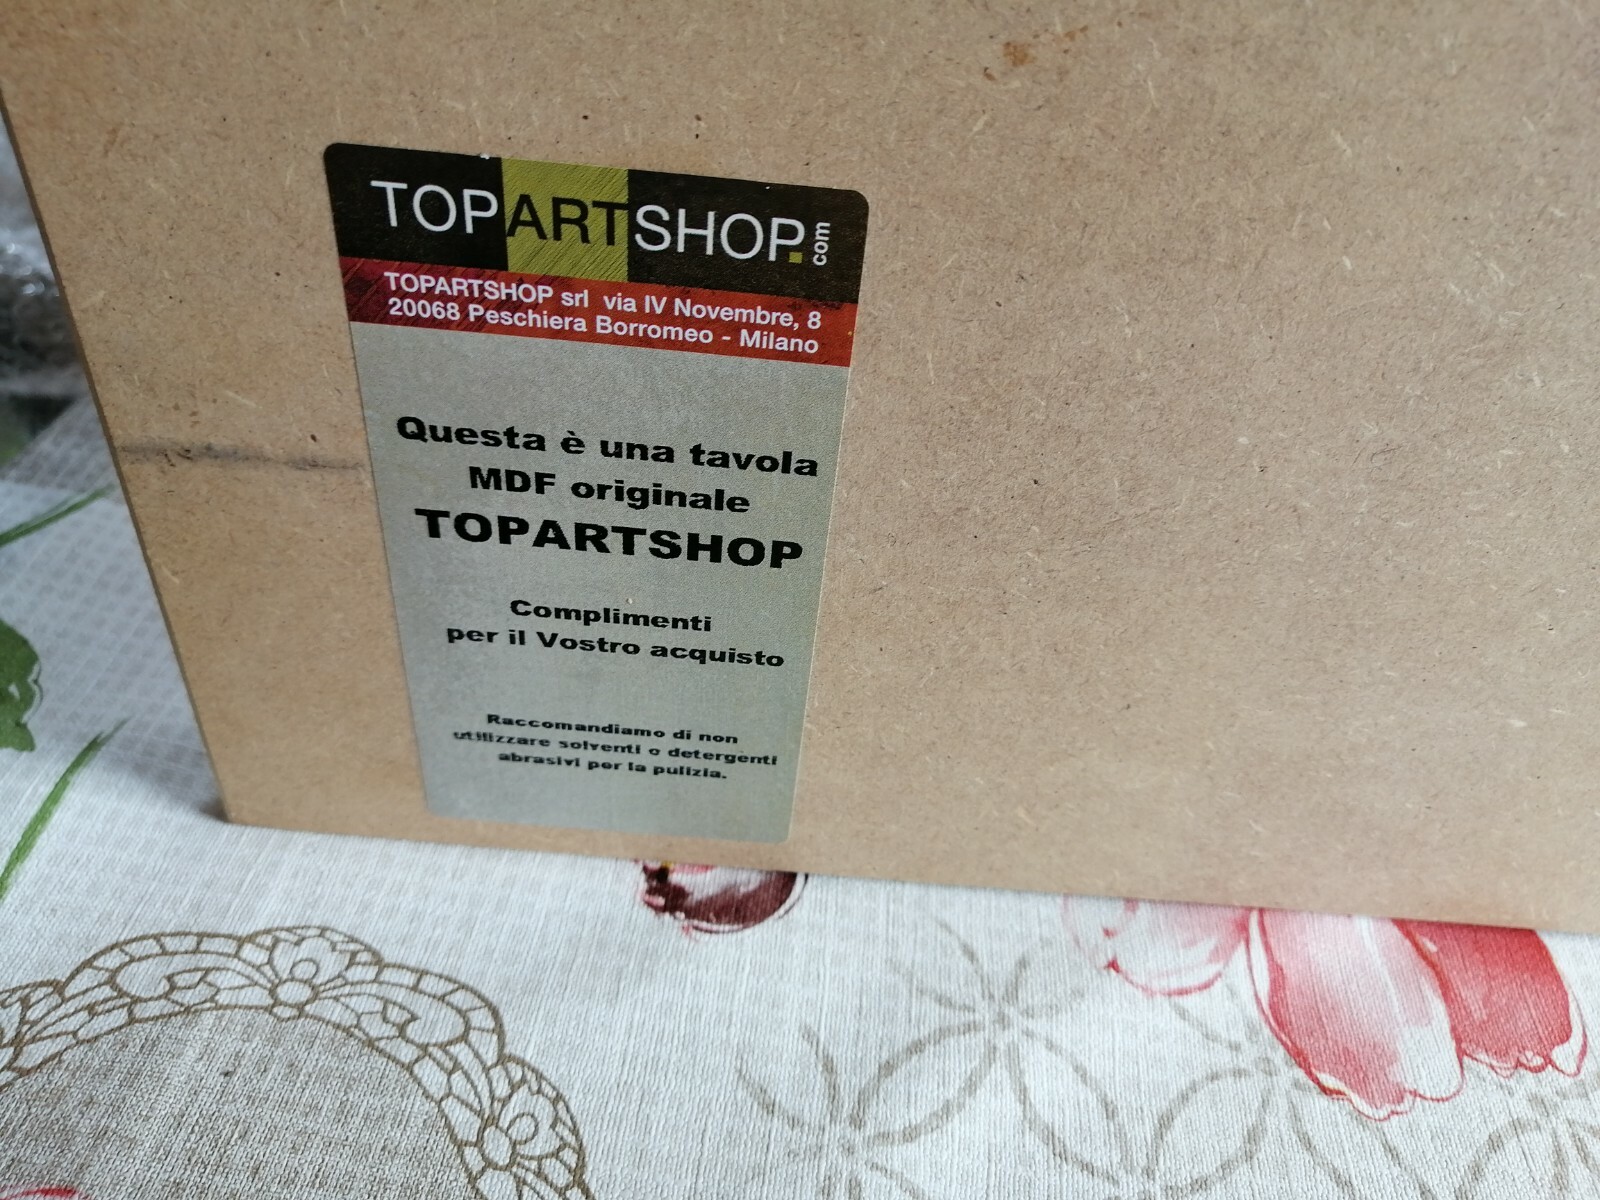 TOPARTSHOP.com
TOPARTSHOP srl via IV Novembre, 8
20068 Peschiera Borromeo - Milano
Questa è una tavola
MDF originale
TOPARTSHOP
Complimenti
per il Vostro acquisto
Raccomandiamo di non
utilizzare solventi o detergenti
abrasivi per la pulizia.